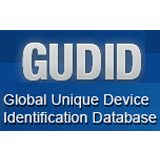 GUDID
Global Unique Device
Identification Database